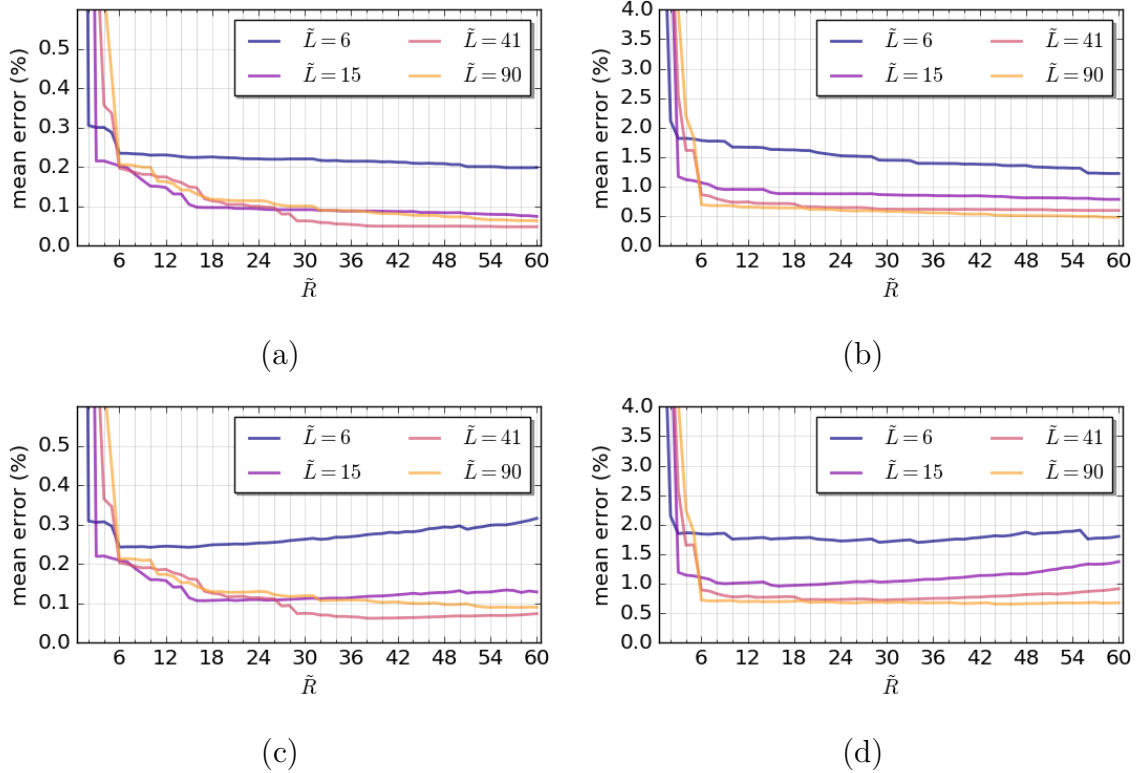 mean error (%)
0.5
0.4
0.3
0.2
0.1
0.0
L̃ = 6
L̃ = 41
L̃ = 15
L̃ = 90
6 12 18 24 30 36 42 48 54 60
R̃
(a)
mean error (%)
4.0
3.5
3.0
2.5
2.0
1.5
1.0
0.5
0.0
L̃ = 6
L̃ = 41
L̃ = 15
L̃ = 90
6 12 18 24 30 36 42 48 54 60
R̃
(b)
mean error (%)
0.5
0.4
0.3
0.2
0.1
0.0
L̃ = 6
L̃ = 41
L̃ = 15
L̃ = 90
6 12 18 24 30 36 42 48 54 60
R̃
(c)
mean error (%)
4.0
3.5
3.0
2.5
2.0
1.5
1.0
0.5
0.0
L̃ = 6
L̃ = 41
L̃ = 15
L̃ = 90
6 12 18 24 30 36 42 48 54 60
R̃
(d)